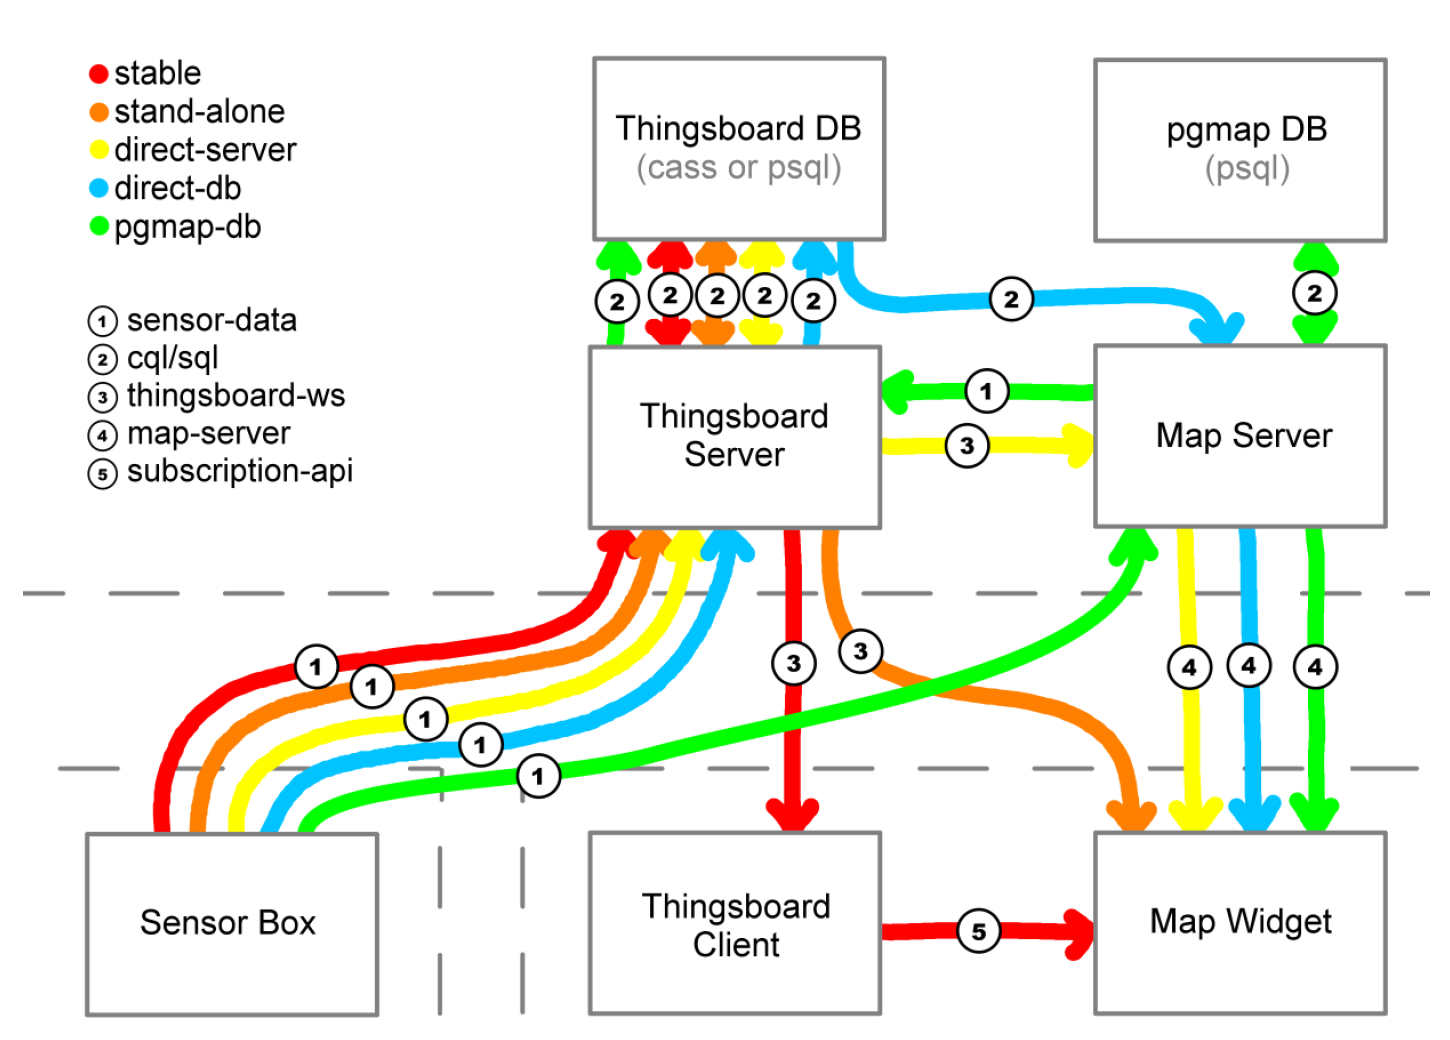 stable
stand-alone
direct-server
direct-db
pgmap-db
1 sensor-data
2 cql/sql
3 thingsboard-ws
4 map-server
5 subscription-api
Thingsboard DB
(cass or psql)
pgmap DB
(psql)
2
2
2
2
2
2
2
Thingsboard
Server
1
3
Map Server
1
1
1
1
1
3
3
4
4
4
Sensor Box
Thingsboard
Client
5
Map Widget